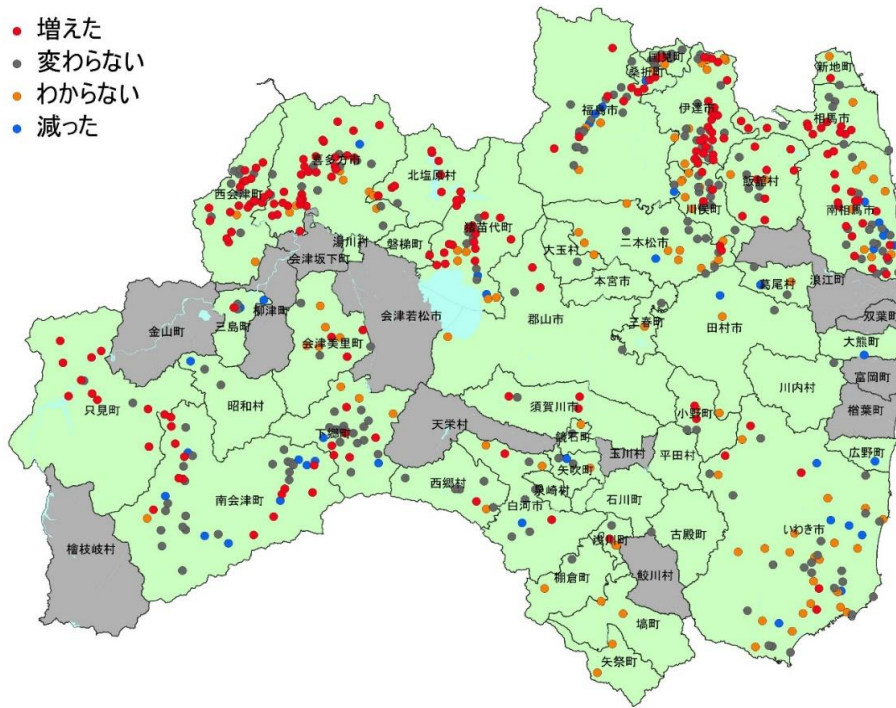 増えた
変わらない
わからない
減った
国見町
桑折町
新地町
福島市
伊達市
相馬市
喜多方市
北塩原村
西会津町
飯舘村
川俣町
南相馬市
猪苗代町
湯川村
磐梯町
大玉村
二本松市
会津坂下町
本宮市
葛尾村
浪江町
柳津町
三島町
金山町
会津若松市
郡山市
三春町
田村市
双葉町
大熊町
会津美里町
富岡町
川内村
只見町
昭和村
須賀川市
小野町
楢葉町
下郷町
天栄村
鏡石町
玉川村
平田村
広野町
矢吹町
西郷村
泉崎村
石川町
南会津町
白河市
古殿町
いわき市
浅川町
檜枝岐村
棚倉町
鮫川村
塙町
矢祭町